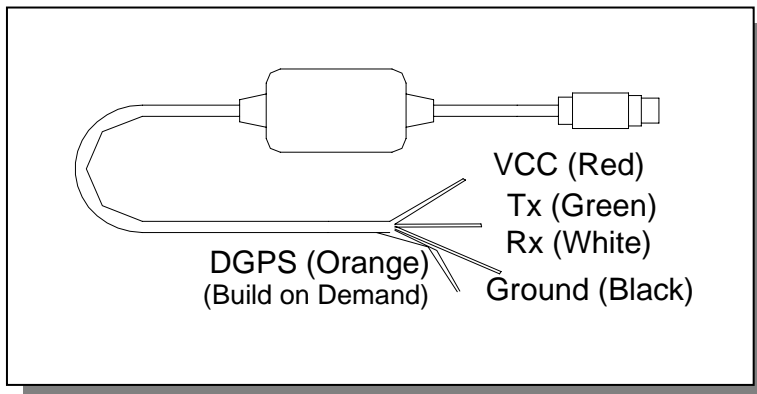 VCC (Red)
Tx (Green)
Rx (White)
DGPS (Orange)
(Build on Demand)
Ground (Black)